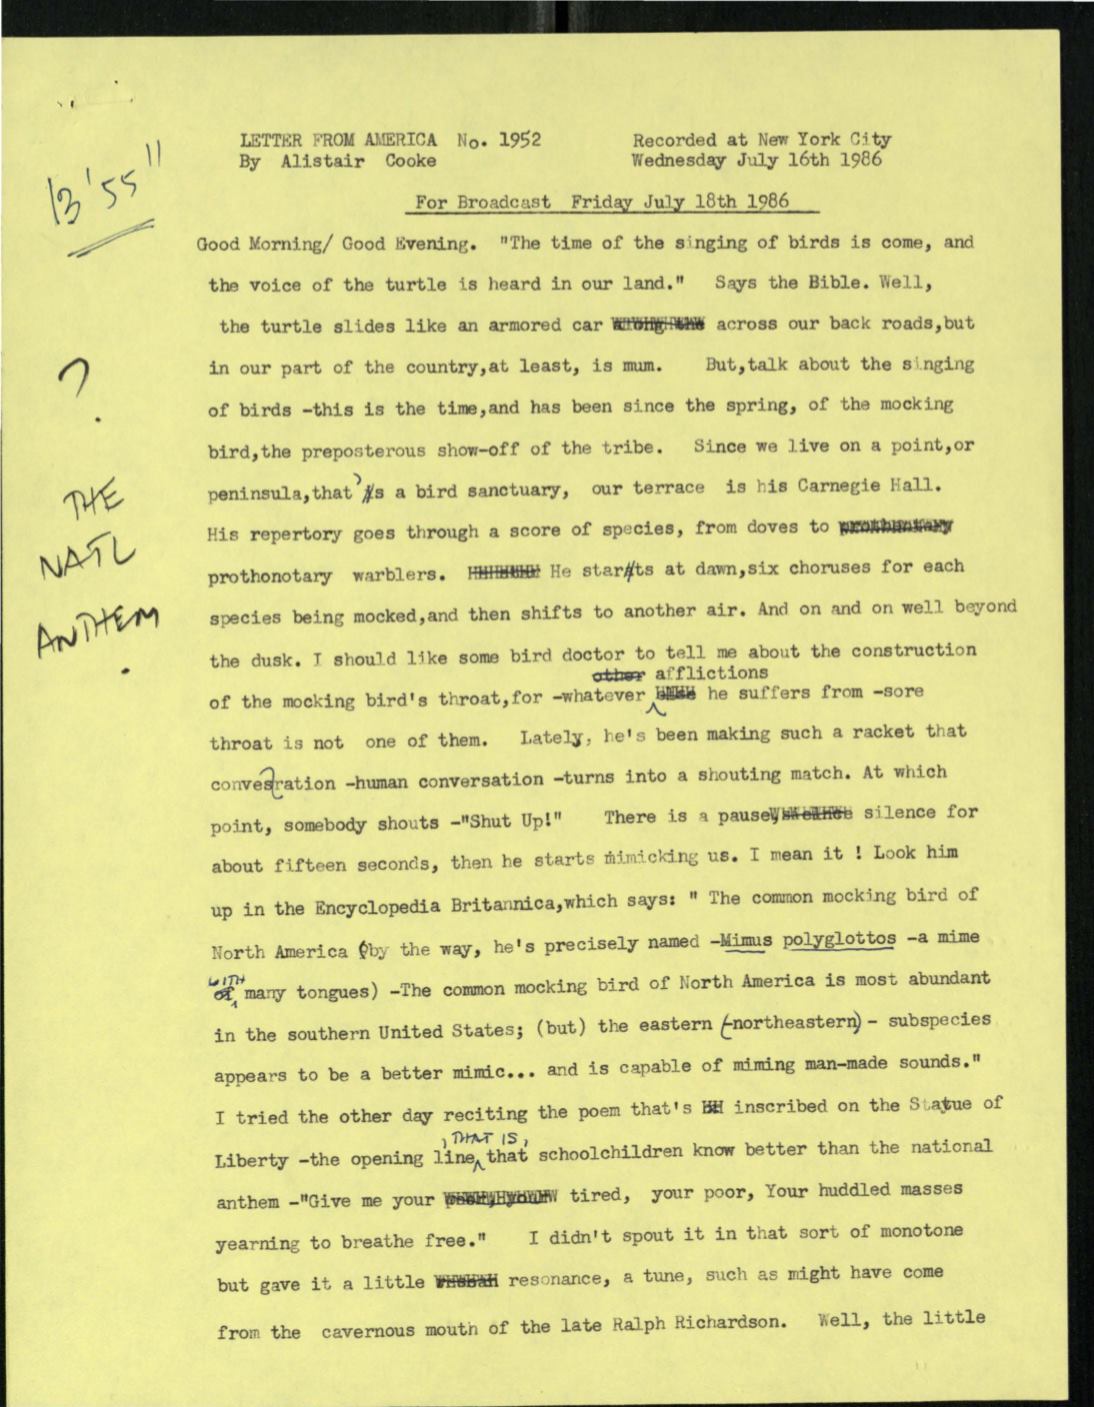 13'55"
LETTER FROM AMERICA No. 1952 Recorded at New York City
By Alistair Cooke Wednesday July 16th 1986
For Broadcast Friday July 18th 1986
Good Morning/ Good Evening. "The time of the singing of birds is come, and
the voice of the turtle is heard in our land." Says the Bible. Well,
the turtle slides like an armored car across our back roads,but
?
in our part of the country,at least, is mum. But,talk about the singing
of birds -this is the time,and has been since the spring, of the mocking
bird,the preposterous show-off of the tribe. Since we live on a point,or
THE
NATL
ANTHEM.
peninsula,that's a bird sanctuary, our terrace is his Carnegie Hall.
His repertory goes through a score of species, from doves to prothonotary
prothonotary warblers. He starts at dawn,six choruses for each
species being mocked,and then shifts to another air. And on and on well beyond
the dusk. I should like some bird doctor to tell me about the construction
other afflictions
of the mocking bird's throat,for -whatever he suffers from -sore
throat is not one of them. Lately, he's been making such a racket that
convesration -human conversation -turns into a shouting match. At which
point, somebody shouts -"Shut Up!" There is a pause, silence for
about fifteen seconds, then he starts mimicking us. I mean it ! Look him
up in the Encyclopedia Britannica,which says: " The common mocking bird of
North America (by the way, he's precisely named -Mimus polyglottos -a mime
WITH
of many tongues) -The common mocking bird of North America is most abundant
in the southern United States; (but) the eastern (-northeastern) - subspecies
appears to be a better mimic... and is capable of miming man-made sounds."
I tried the other day reciting the poem that's inscribed on the Statue of
, THAT IS,
Liberty -the opening line, that schoolchildren know better than the national
anthem -"Give me your tired, your poor, Your huddled masses
yearning to breathe free." I didn't spout it in that sort of monotone
but gave it a little resonance, a tune, such as might have come
from the cavernous mouth of the late Ralph Richardson. Well, the little